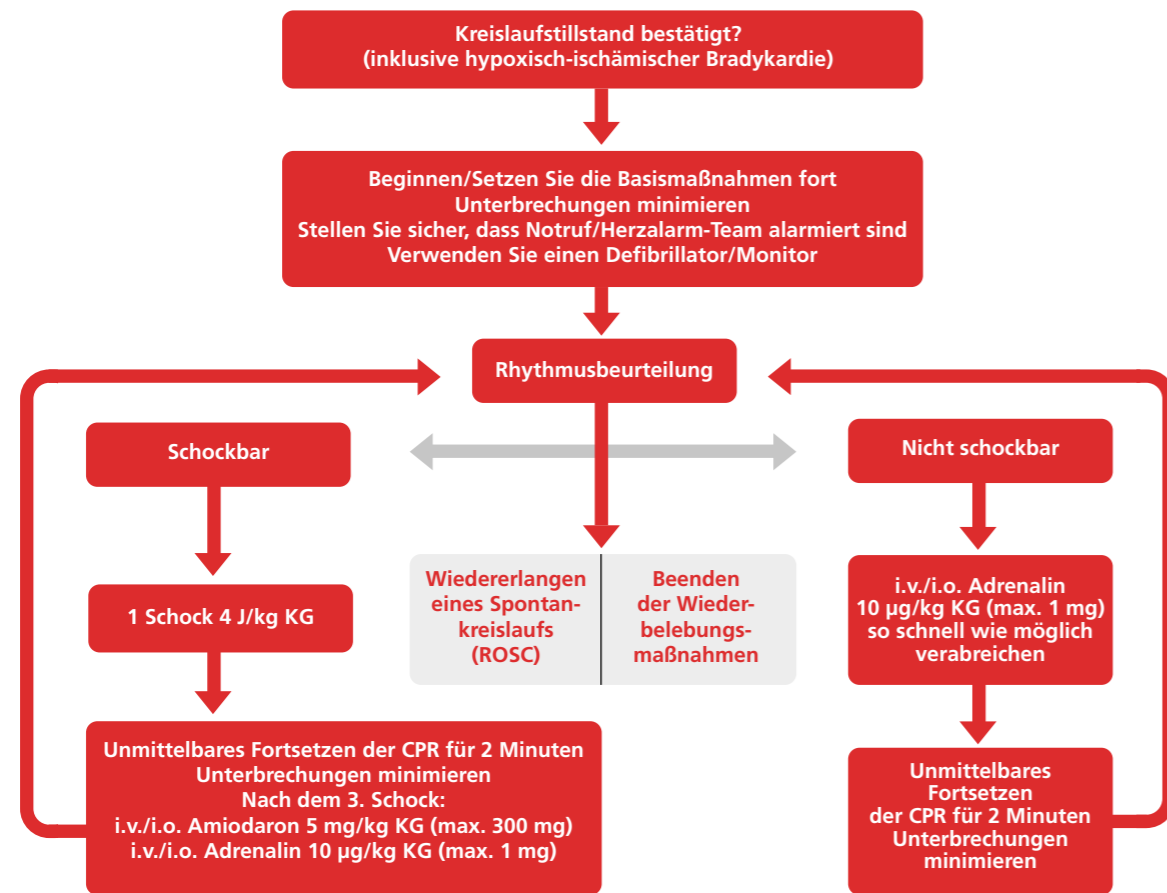 Kreislaufstillstand bestätigt?
(inklusive hypoxisch-ischämischer Bradykardie)
Beginnen/Setzen Sie die Basismaßnahmen fort
Unterbrechungen minimieren
Stellen Sie sicher, dass Notruf/Herzalarm-Team alarmiert sind
Verwenden Sie einen Defibrillator/Monitor
Rhythmusbeurteilung
Schockbar
1 Schock 4 J/kg KG
Unmittelbares Fortsetzen der CPR für 2 Minuten
Unterbrechungen minimieren
Nach dem 3. Schock:
i.v./i.o. Amiodaron 5 mg/kg KG (max. 300 mg)
i.v./i.o. Adrenalin 10 µg/kg KG (max. 1 mg)
Wiedererlangen
eines Spontan-
kreislaufs
(ROSC)
Beenden
der Wieder-
belebungs-
maßnahmen
Nicht schockbar
i.v./i.o. Adrenalin
10 µg/kg KG (max. 1 mg)
so schnell wie möglich
verabreichen
Unmittelbares
Fortsetzen
der CPR für 2 Minuten
Unterbrechungen
minimieren